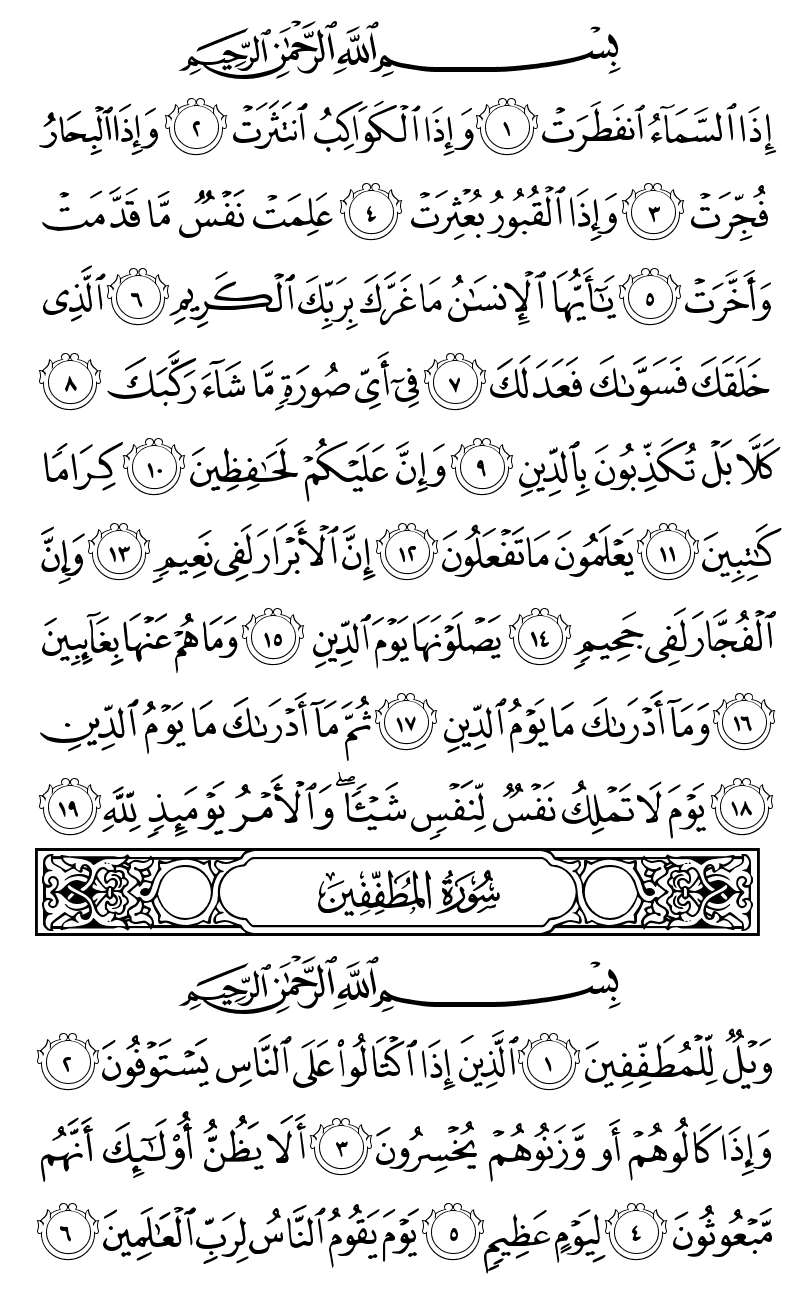 بِسْمِ ٱللَّهِ ٱلرَّحْمَٰنِ ٱلرَّحِيمِ
إِذَا ٱلسَّمَآءُ ٱنفَطَرَتْ ١ وَإِذَا ٱلْكَوَاكِبُ ٱنتَثَرَتْ ٢ وَإِذَا ٱلْبِحَارُ
فُجِّرَتْ ٣ وَإِذَا ٱلْقُبُورُ بُعْثِرَتْ ٤ عَلِمَتْ نَفْسٌ مَّا قَدَّمَتْ
وَأَخَّرَتْ ٥ يَٰٓأَيُّهَا ٱلْإِنسَٰنُ مَا غَرَّكَ بِرَبِّكَ ٱلْكَرِيمِ ٦ ٱلَّذِى
خَلَقَكَ فَسَوَّىٰكَ فَعَدَلَكَ ٧ فِىٓ أَىِّ صُورَةٍ مَّا شَآءَ رَكَّبَكَ ٨
كَلَّا بَلْ تُكَذِّبُونَ بِٱلدِّينِ ٩ وَإِنَّ عَلَيْكُمْ لَحَٰفِظِينَ ١٠ كِرَامًا
كَٰتِبِينَ ١١ يَعْلَمُونَ مَا تَفْعَلُونَ ١٢ إِنَّ ٱلْأَبْرَارَ لَفِى نَعِيمٍ ١٣ وَإِنَّ
ٱلْفُجَّارَ لَفِى جَحِيمٍ ١٤ يَصْلَوْنَهَا يَوْمَ ٱلدِّينِ ١٥ وَمَا هُمْ عَنْهَا بِغَآئِبِينَ
١٦ وَمَآ أَدْرَىٰكَ مَا يَوْمُ ٱلدِّينِ ١٧ ثُمَّ مَآ أَدْرَىٰكَ مَا يَوْمُ ٱلدِّينِ
١٨ يَوْمَ لَا تَمْلِكُ نَفْسٌ لِّنَفْسٍ شَيْـًٔا ۖ وَٱلْأَمْرُ يَوْمَئِذٍ لِّلَّهِ ١٩
سُورَةُ المُطَفِّفِينَ
بِسْمِ ٱللَّهِ ٱلرَّحْمَٰنِ ٱلرَّحِيمِ
وَيْلٌ لِّلْمُطَفِّفِينَ ١ ٱلَّذِينَ إِذَا ٱكْتَالُوا۟ عَلَى ٱلنَّاسِ يَسْتَوْفُونَ ٢
وَإِذَا كَالُوهُمْ أَو وَّزَنُوهُمْ يُخْسِرُونَ ٣ أَلَا يَظُنُّ أُو۟لَٰٓئِكَ أَنَّهُم
مَّبْعُوثُونَ ٤ لِيَوْمٍ عَظِيمٍ ٥ يَوْمَ يَقُومُ ٱلنَّاسُ لِرَبِّ ٱلْعَٰلَمِينَ ٦